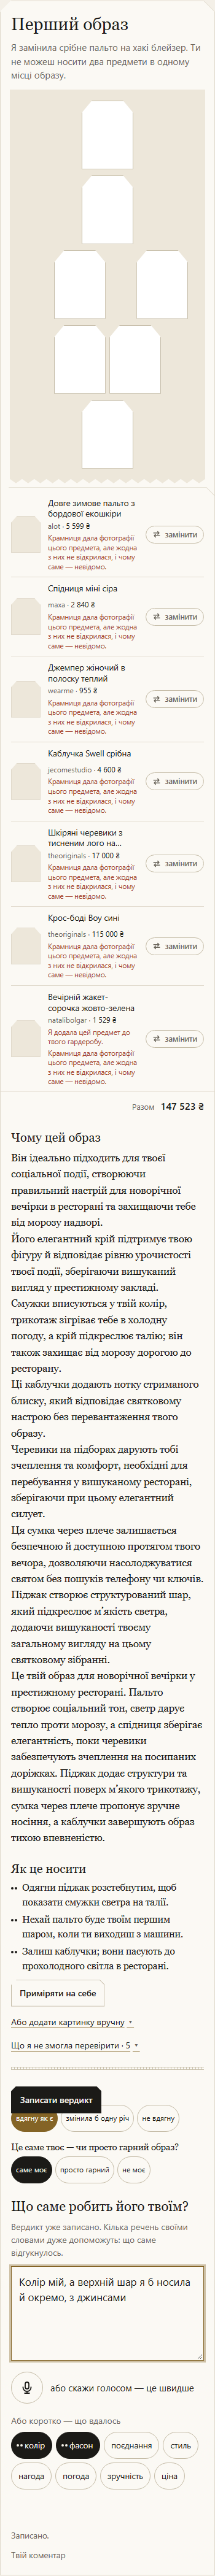 Перший образ
Я замінила срібне пальто на хакі блейзер. Ти
не можеш носити два предмети в одному
місці образу.
Довге зимове пальто з
бордової екошкіри
alot · 5 599 ₴
Крамниця дала фотографії
цього предмета, але жодна
з них не відкрилася, і чому
саме — невідомо.
замінити
Спідниця міні сіра
maxa · 2 840 ₴
Крамниця дала фотографії
цього предмета, але жодна
з них не відкрилася, і чому
саме — невідомо.
замінити
Джемпер жіночий в
полоску теплий
wearme · 955 ₴
Крамниця дала фотографії
цього предмета, але жодна
з них не відкрилася, і чому
саме — невідомо.
замінити
Каблучка Swell срібна
jecomestudio · 4 600 ₴
Крамниця дала фотографії
цього предмета, але жодна
з них не відкрилася, і чому
саме — невідомо.
замінити
Шкіряні черевики з
тисненим лого на…
theoriginals · 17 000 ₴
Крамниця дала фотографії
цього предмета, але жодна
з них не відкрилася, і чому
саме — невідомо.
замінити
Крос-боді Boy сині
theoriginals · 115 000 ₴
Крамниця дала фотографії
цього предмета, але жодна
з них не відкрилася, і чому
саме — невідомо.
замінити
Вечірній жакет-
сорочка жовто-зелена
natalibolgar · 1 529 ₴
Я додала цей предмет до
твого гардеробу.
Крамниця дала фотографії
цього предмета, але жодна
з них не відкрилася, і чому
саме — невідомо.
замінити
Разом 147 523 ₴
Чому цей образ
Він ідеально підходить для твоєї
соціальної події, створюючи
правильний настрій для новорічної
вечірки в ресторані та захищаючи тебе
від морозу надворі.
Його елегантний крій підтримує твою
фігуру й відповідає рівню урочистості
твоєї події, зберігаючи вишуканий
вигляд у престижному закладі.
Смужки вписуються у твій колір,
трикотаж зігріває тебе в холодну
погоду, а крій підкреслює талію; він
також захищає від морозу дорогою до
ресторану.
Ці каблучки додають нотку стриманого
блиску, який відповідає святковому
настрою без перевантаження твого
образу.
Черевики на підборах дарують тобі
зчеплення та комфорт, необхідні для
перебування у вишуканому ресторані,
зберігаючи при цьому елегантний
силует.
Ця сумка через плече залишається
безпечною й доступною протягом твого
вечора, дозволяючи насолоджуватися
святом без пошуків телефону чи ключів.
Піджак створює структурований шар,
який підкреслює м’якість светра,
додаючи вишуканості твоєму
загальному вигляду на цьому
святковому зібранні.
Це твій образ для новорічної вечірки у
престижному ресторані. Пальто
створює соціальний тон, светр дарує
тепло проти морозу, а спідниця зберігає
елегантність, поки черевики
забезпечують зчеплення на посипаних
доріжках. Піджак додає структури та
вишуканості поверх м’якого трикотажу,
сумка через плече пропонує зручне
носіння, а каблучки завершують образ
тихою впевненістю.
Як це носити
Одягни піджак розстебнутим, щоб
показати смужки светра на талії.
Нехай пальто буде твоїм першим
шаром, коли ти виходиш з машини.
Залиш каблучки; вони пасують до
прохолодного світла в ресторані.
Приміряти на себе
Або додати картинку вручну
Що я не змогла перевірити · 5
Записати вердикт
вдягну як є
змінила б одну річ
не вдягну
Це саме твоє — чи просто гарний образ?
саме моє
просто гарний
не моє
Що саме робить його твоїм?
Вердикт уже записано. Кілька речень своїми
словами дуже допоможуть: що саме
відгукнулось.
Колір мій, а верхній шар я б носила
й окремо, з джинсами
або скажи голосом — це швидше
Або коротко — що вдалось
колір
фасон
поєднання
стиль
нагода
погода
зручність
ціна
Записано.
Твій коментар